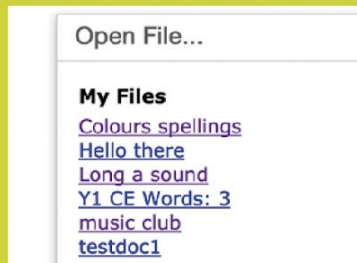 Open File...
My Files
Colours spellings
Hello there
Long a sound
Y1 CE Words: 3
music club
testdoc1